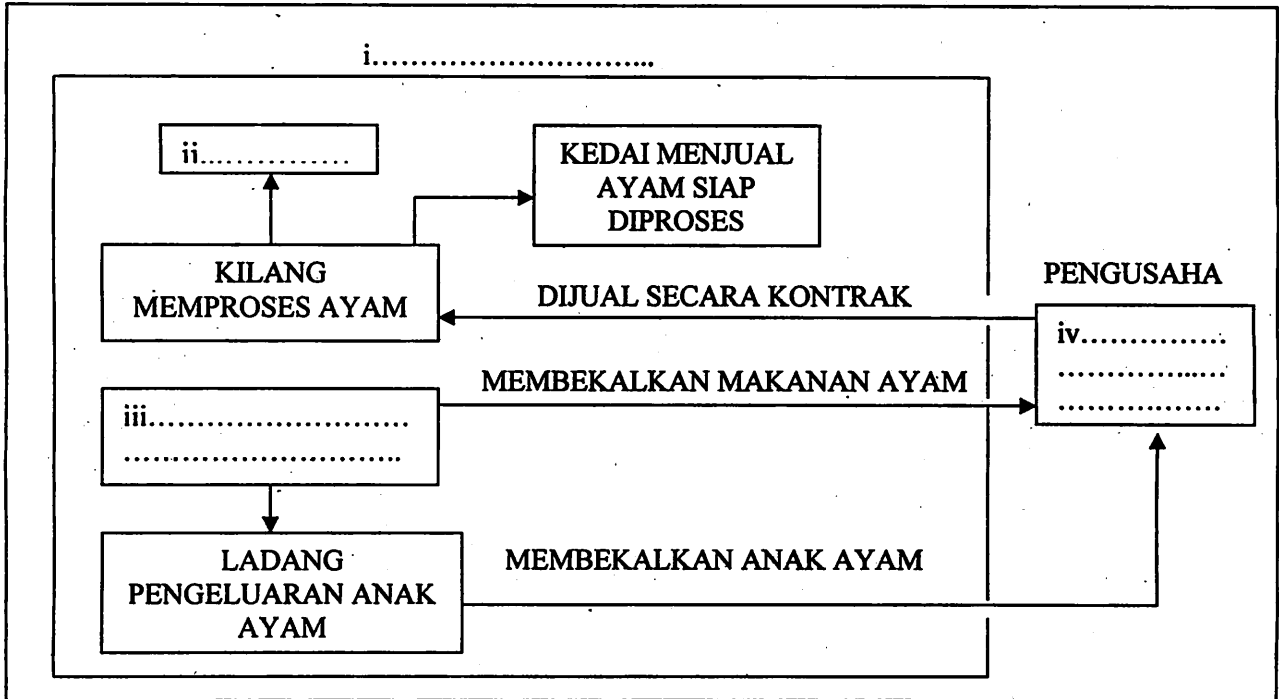 i..............................
ii................
KEDAI MENJUAL
AYAM SIAP
DIPROSES
KILANG
MEMPROSES AYAM
DIJUAL SECARA KONTRAK
PENGUSAHA
iv................
..................
.................
MEMBEKALKAN MAKANAN AYAM
iii............................
...............................
LADANG
PENGELUARAN ANAK
AYAM
MEMBEKALKAN ANAK AYAM